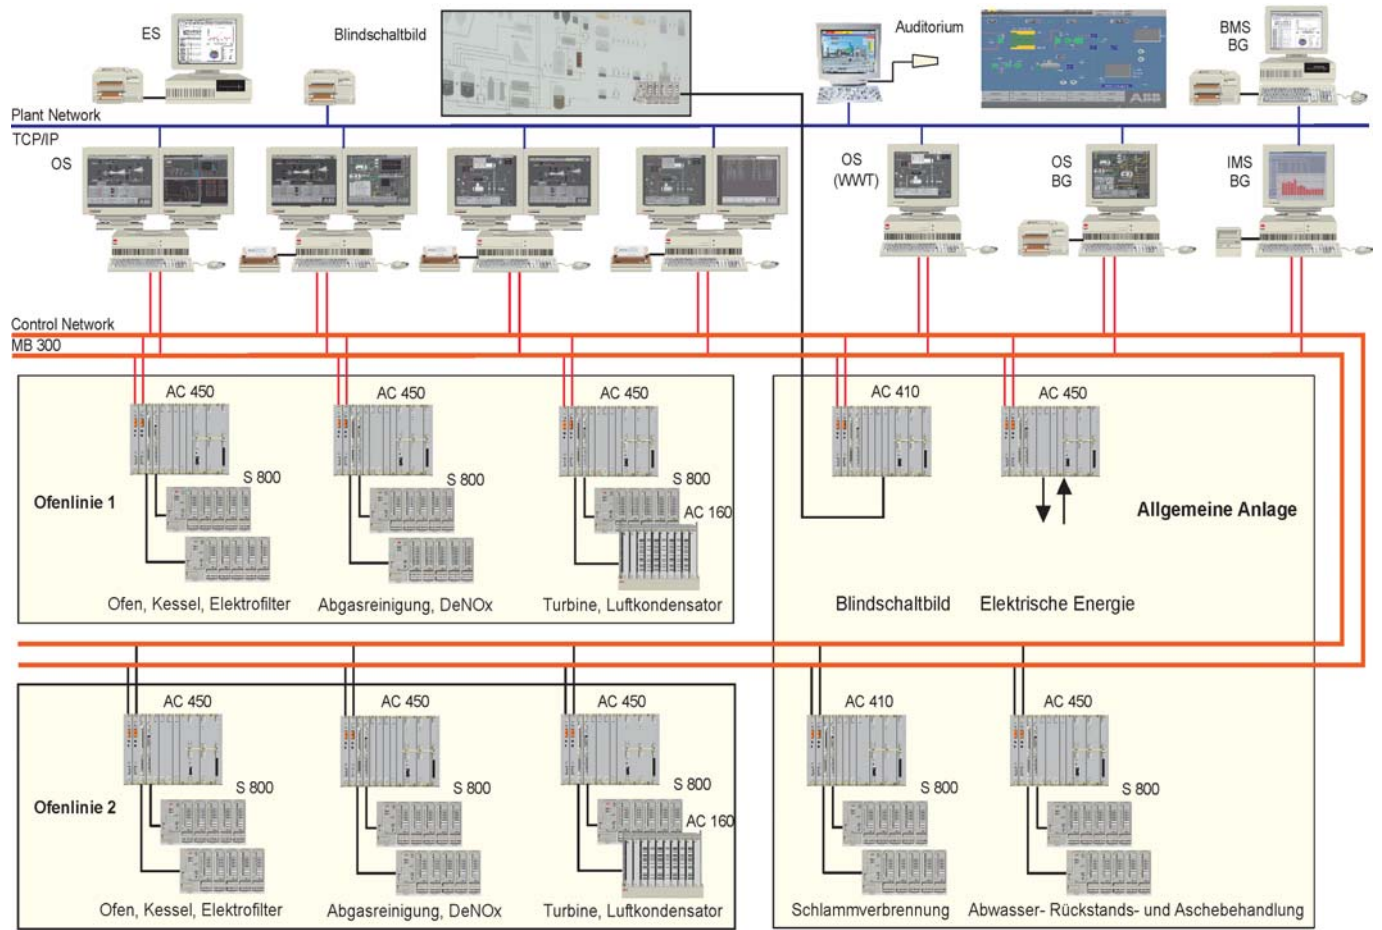 ES
Blindschaltbild
Auditorium
BMS
BG
ABB
Plant Network
TCP/IP
OS
OS
(WWT)
OS
BG
IMS
BG
Control Network
MB 300
AC 450
AC 450
AC 450
AC 410
AC 450
S 800
S 800
S 800
AC 160
Ofenlinie 1
Allgemeine Anlage
Ofen, Kessel, Elektrofilter
Abgasreinigung, DeNOx
Turbine, Luftkondensator
Blindschaltbild
Elektrische Energie
AC 450
AC 450
AC 450
AC 410
AC 450
S 800
S 800
S 800
S 800
S 800
AC 160
Ofenlinie 2
Ofen, Kessel, Elektrofilter
Abgasreinigung, DeNOx
Turbine, Luftkondensator
Schlammverbrennung
Abwasser- Rückstands- und Aschebehandlung